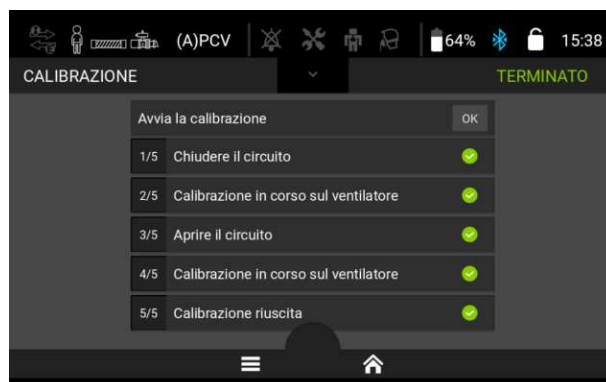 (A)PCV 64% 15:38
CALIBRAZIONE TERMINATO
Avvia la calibrazione OK
1/5 Chiudere il circuito
2/5 Calibrazione in corso sul ventilatore
3/5 Aprire il circuito
4/5 Calibrazione in corso sul ventilatore
5/5 Calibrazione riuscita